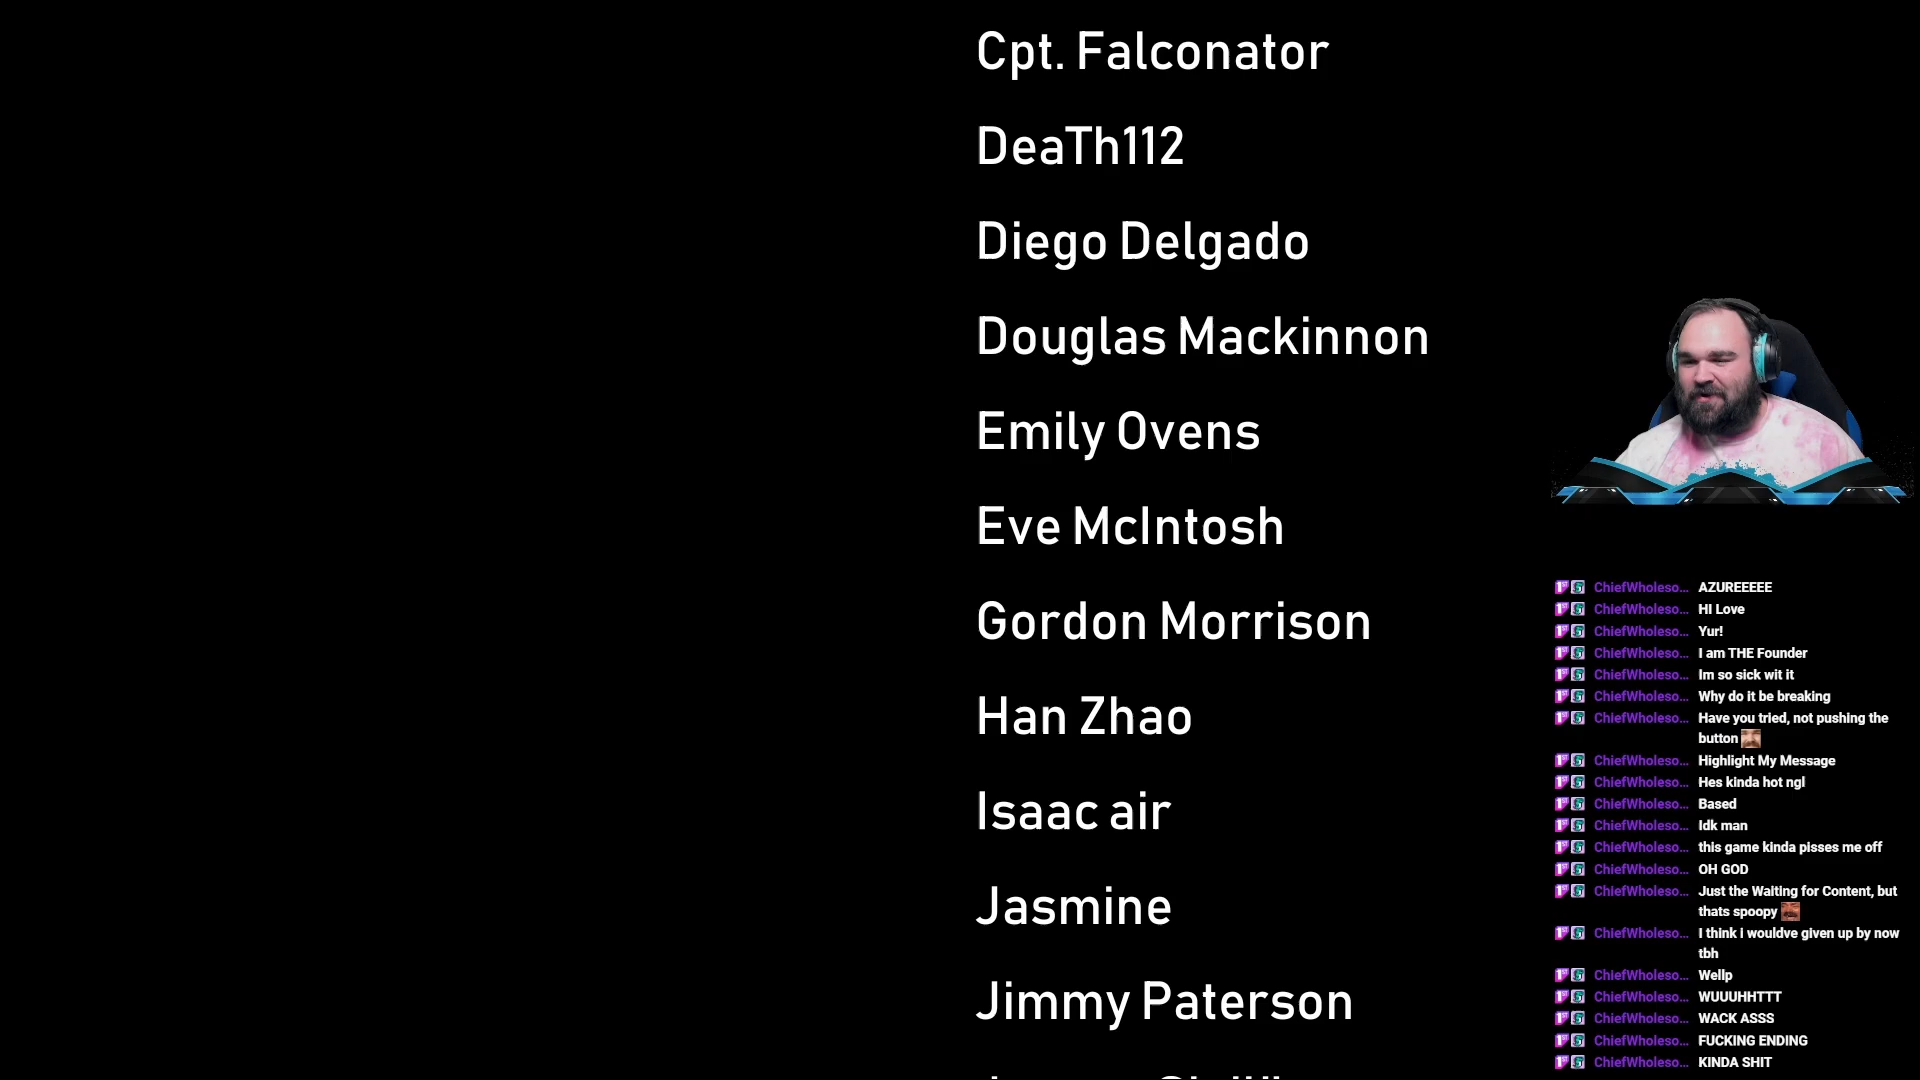 Cpt. Falconator
DeaTh112
Diego Delgado
Douglas Mackinnon
Emily Ovens
Eve McIntosh
Gordon Morrison
Han Zhao
Isaac air
Jasmine
Jimmy Paterson
ChiefWholeso... AZUREEEEE
ChiefWholeso... HI Love
ChiefWholeso... Yur!
ChiefWholeso... I am THE Founder
ChiefWholeso... Im so sick wit it
ChiefWholeso... Why do it be breaking
ChiefWholeso... Have you tried, not pushing the
button
ChiefWholeso... Highlight My Message
ChiefWholeso... Hes kinda hot ngl
ChiefWholeso... Based
ChiefWholeso... Idk man
ChiefWholeso... this game kinda pisses me off
ChiefWholeso... OH GOD
ChiefWholeso... Just the Waiting for Content, but
thats spoopy
ChiefWholeso... I think i wouldve given up by now
tbh
ChiefWholeso... Wellp
ChiefWholeso... WUUUHHTTT
ChiefWholeso... WACK ASSS
ChiefWholeso... FUCKING ENDING
ChiefWholeso... KINDA SHIT